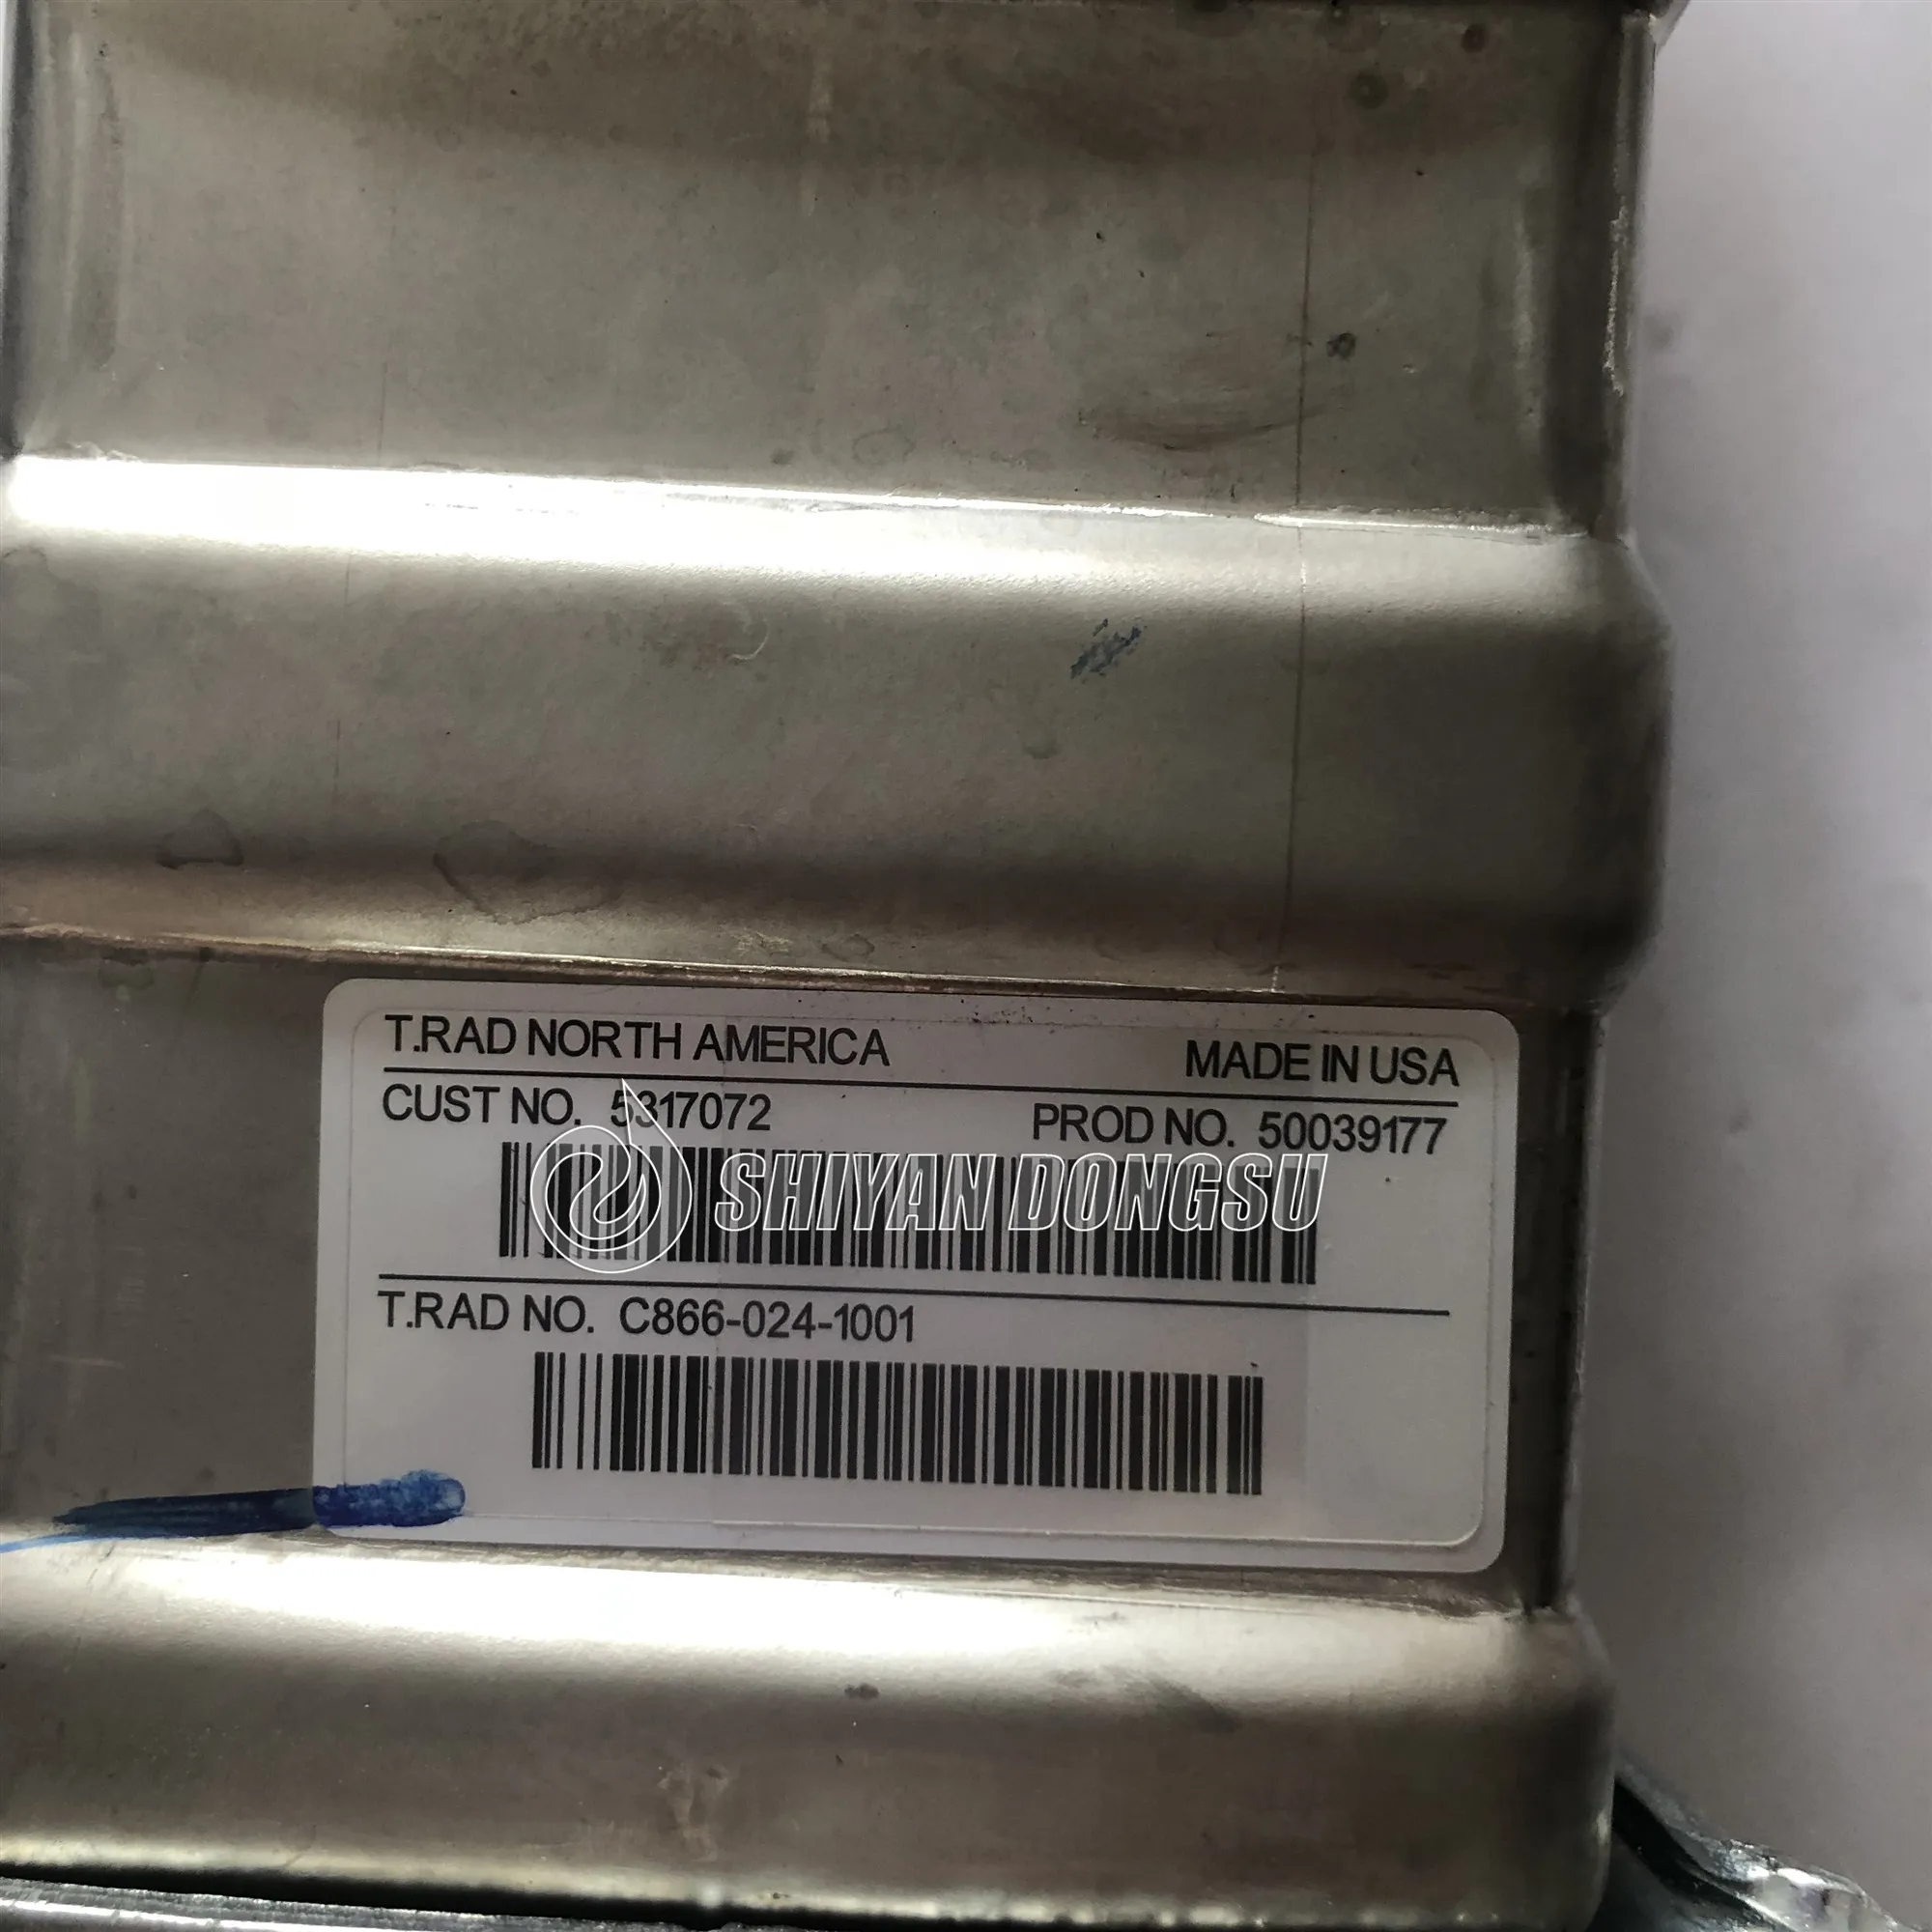 T.RAD NORTH AMERICA MADE IN USA
CUST NO. 5317072 PROD NO. 50039177
SHIYAN DONGSU
T.RAD NO. C866-024-1001